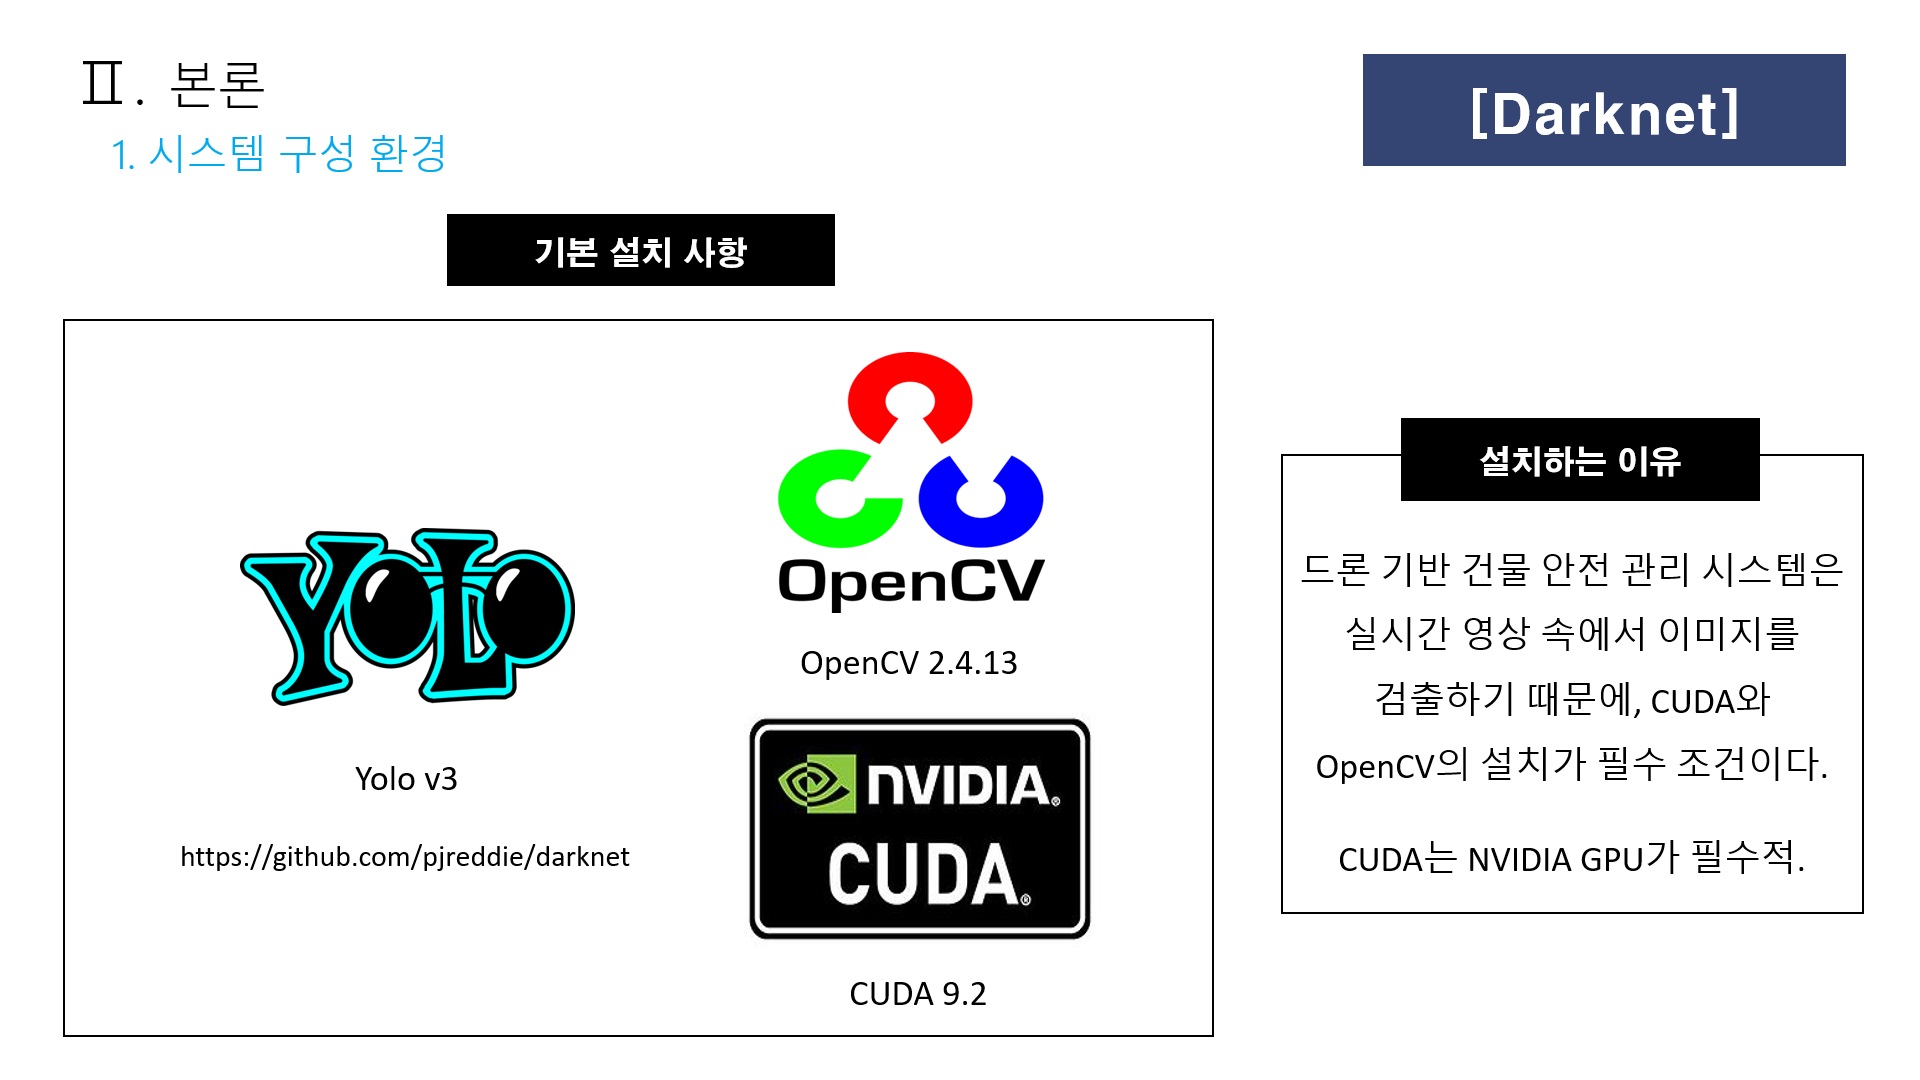 Ⅱ. 본론
1. 시스템 구성 환경
[Darknet]
기본 설치 사항
YOLO
Yolo v3
https://github.com/pjreddie/darknet
OpenCV
OpenCV 2.4.13
NVIDIA®
CUDA®
CUDA 9.2
설치하는 이유
드론 기반 건물 안전 관리 시스템은
실시간 영상 속에서 이미지를
검출하기 때문에, CUDA와
OpenCV의 설치가 필수 조건이다.
CUDA는 NVIDIA GPU가 필수적.